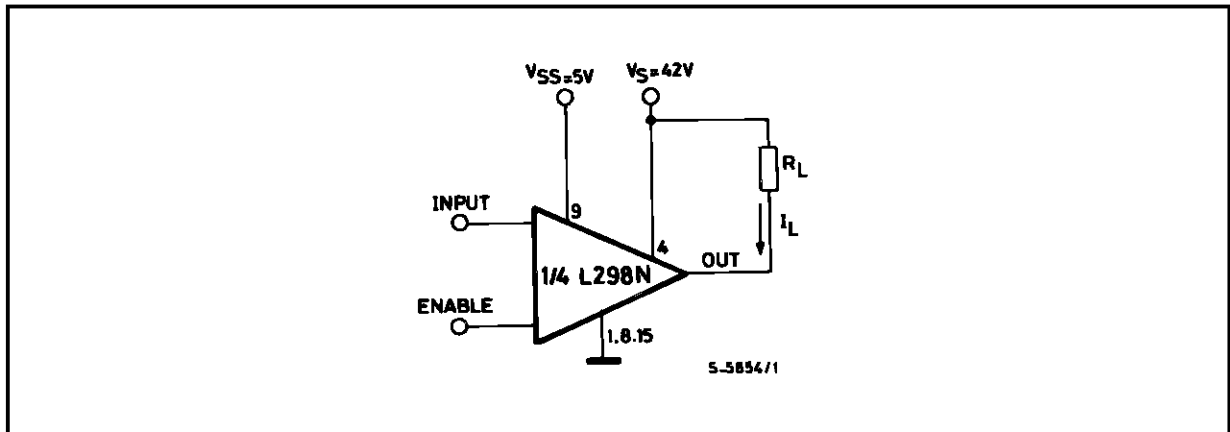 VSS=5V
VS=42V
RL
INPUT
9
IL
4
OUT
1/4 L298N
ENABLE
1.8.15
S-5854/1